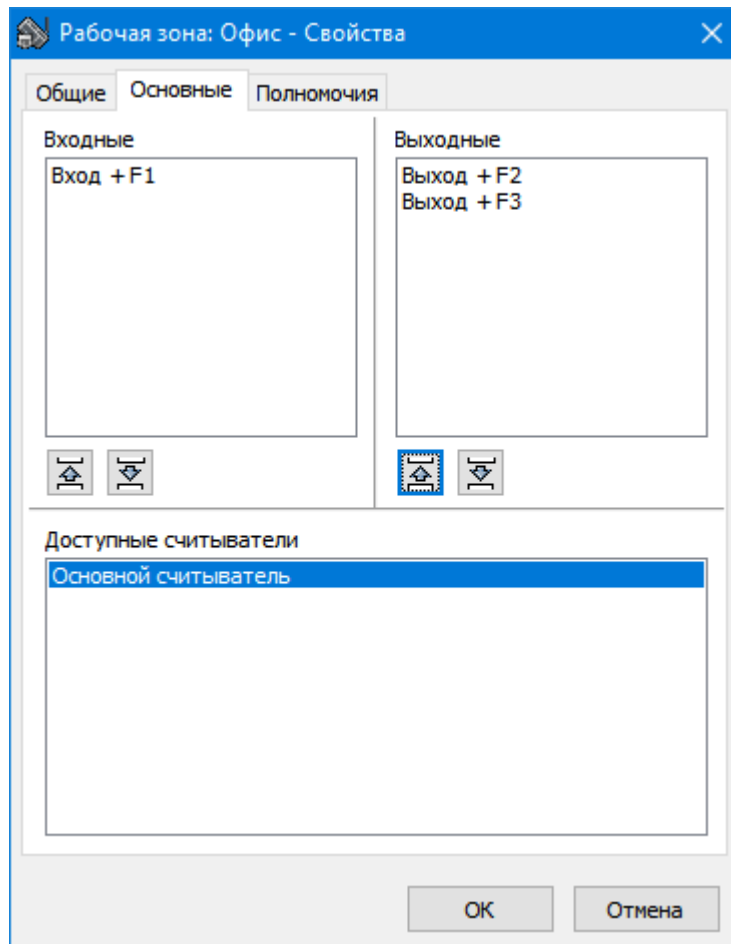 Рабочая зона: Офис - Свойства
Общие Основные Полномочия
Входные
Вход +F1
Выходные
Выход +F2
Выход +F3
Доступные считыватели
Основной считыватель
ОК Отмена